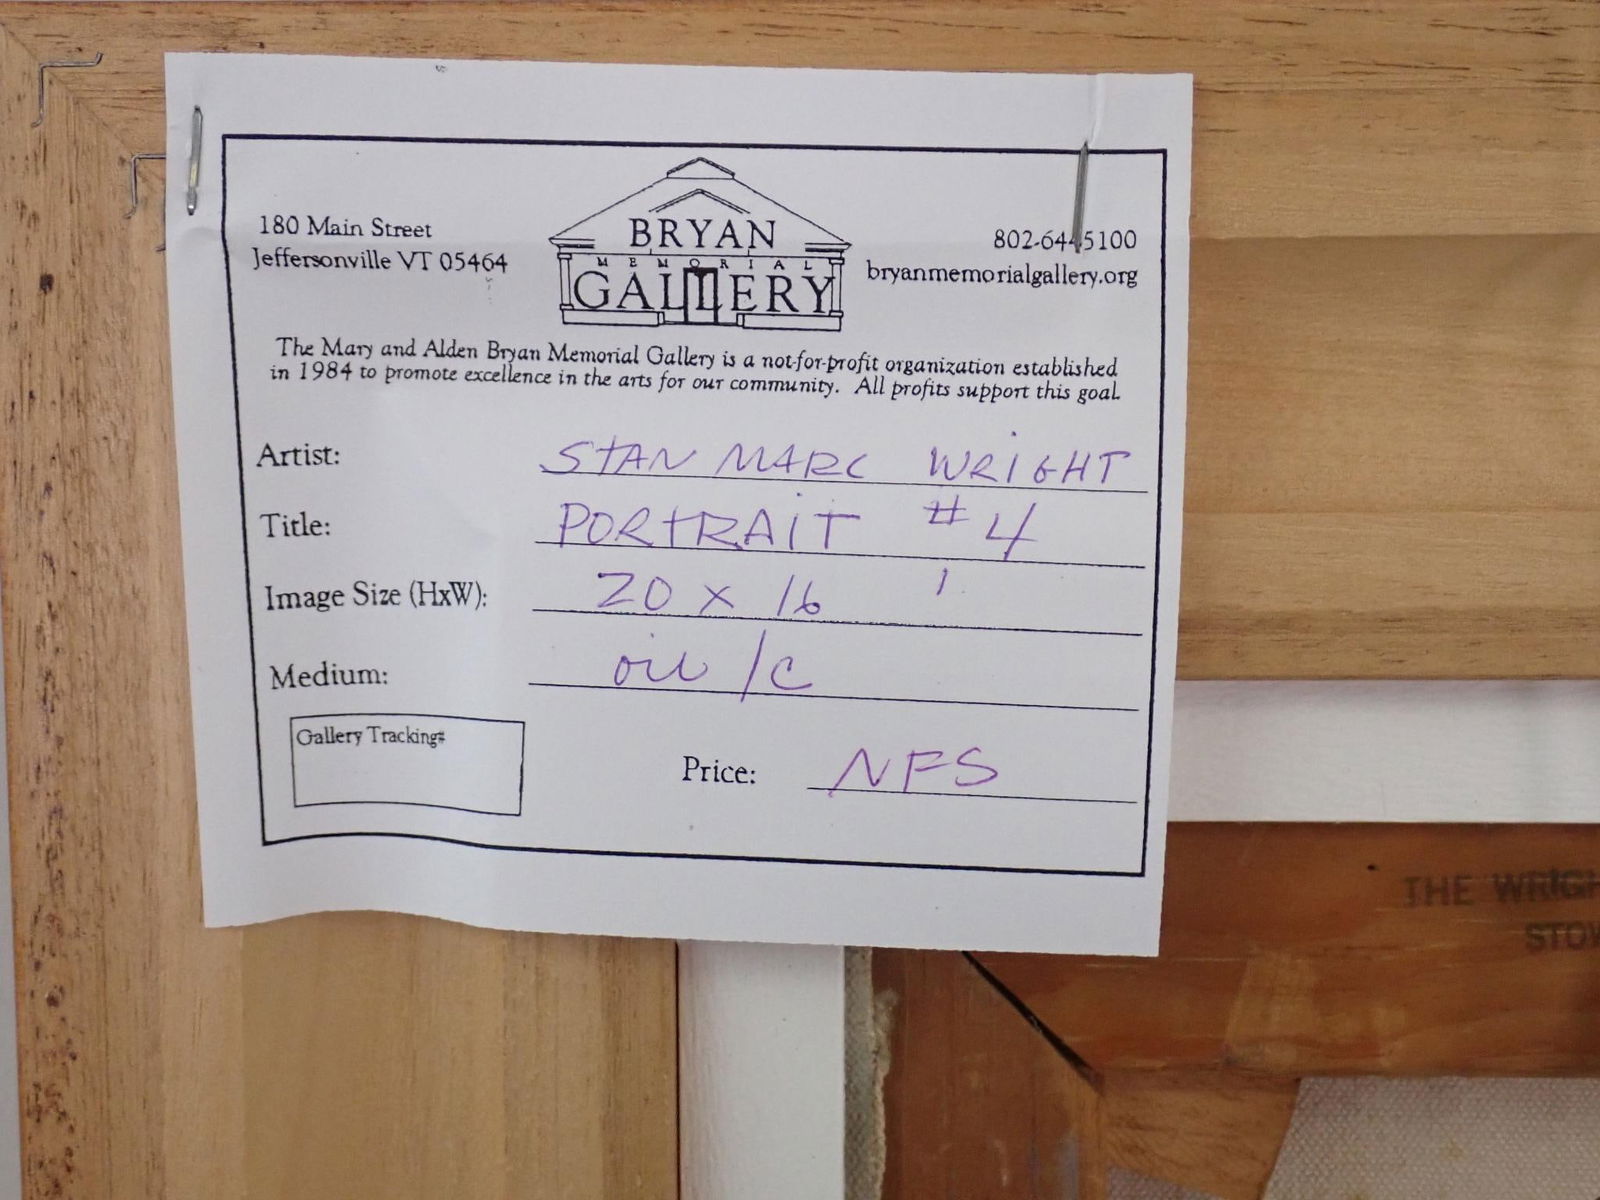 180 Main Street
Jeffersonville VT 05464
BRYAN
MEMORIAL
GALLERY
802-644-5100
bryanmemorialgallery.org
The Mary and Alden Bryan Memorial Gallery is a not-for-profit organization established
in 1984 to promote excellence in the arts for our community. All profits support this goal.
Artist: STAN MARC WRIGHT
Title: PORTRAIT #4
Image Size (HxW): 20 x 16
Medium: oil /c
Gallery Tracking#
Price: NFS
THE